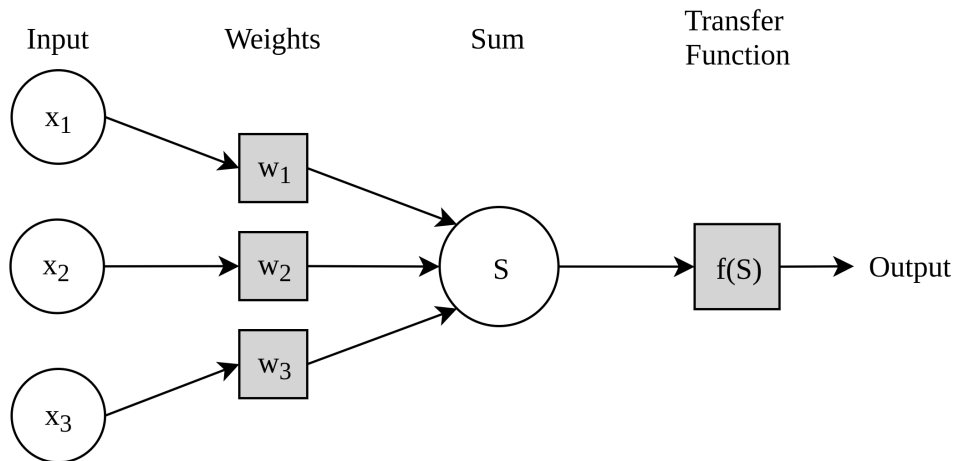 Input
Weights
Sum
Transfer
Function
x₁
w₁
x₂
w₂
S
f(S)
Output
w₃
x₃